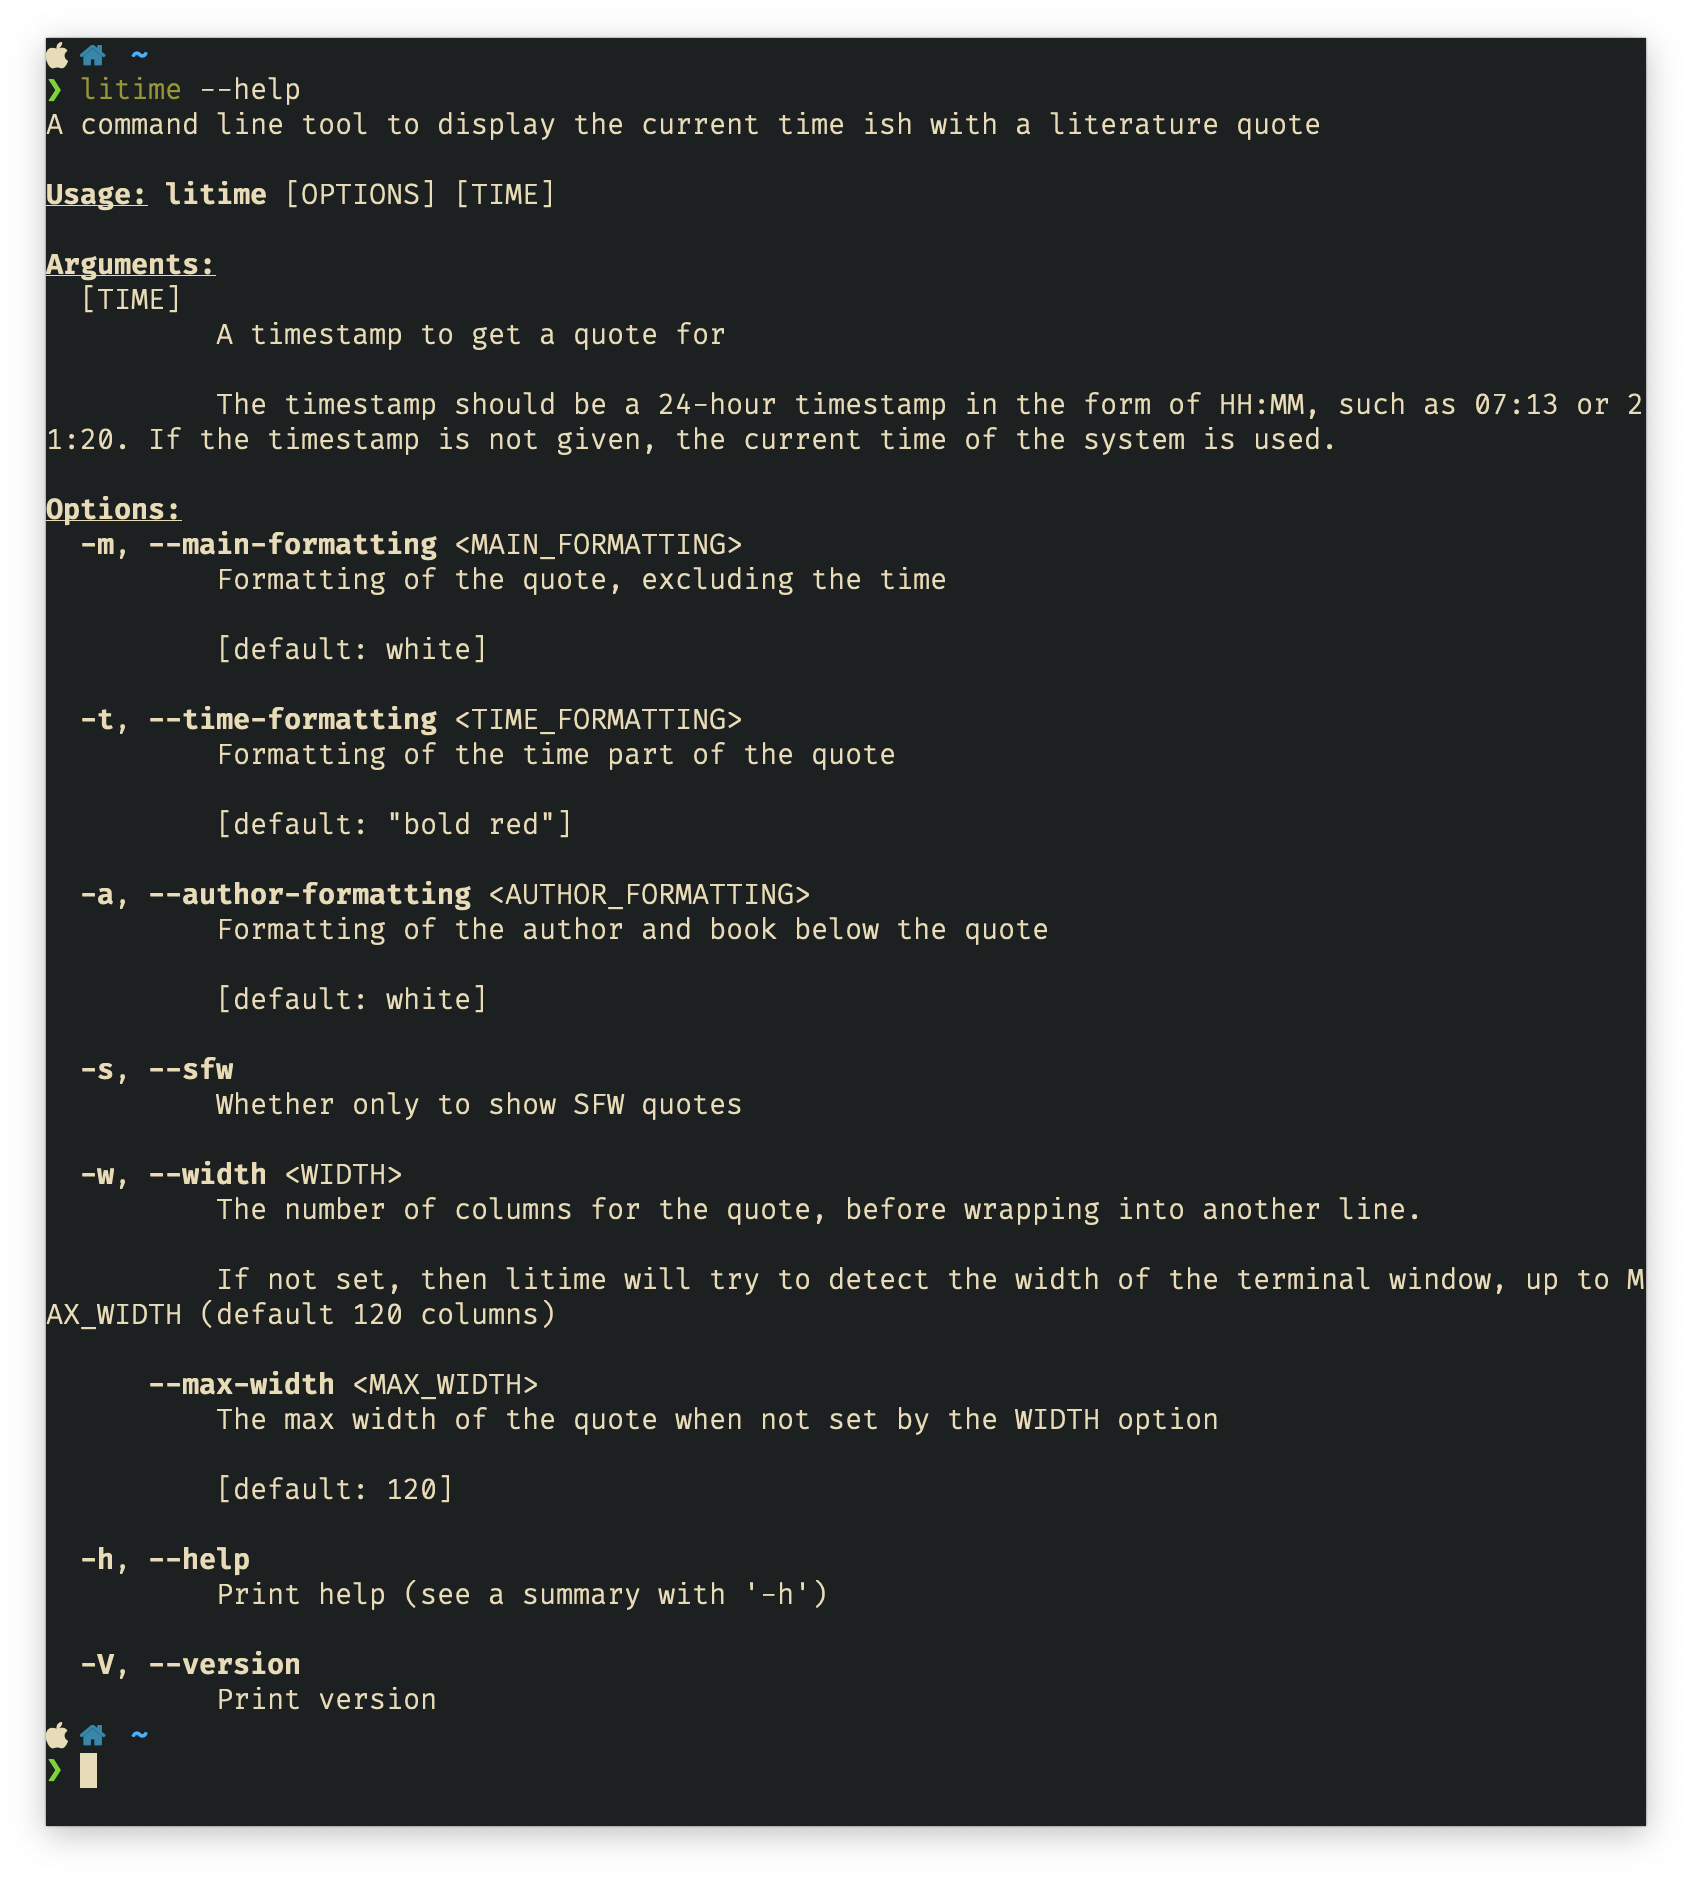 ~
❯ litime --help
A command line tool to display the current time ish with a literature quote
Usage: litime [OPTIONS] [TIME]
Arguments:
[TIME]
A timestamp to get a quote for
The timestamp should be a 24-hour timestamp in the form of HH:MM, such as 07:13 or 2
1:20. If the timestamp is not given, the current time of the system is used.
Options:
-m, --main-formatting <MAIN_FORMATTING>
Formatting of the quote, excluding the time
[default: white]
-t, --time-formatting <TIME_FORMATTING>
Formatting of the time part of the quote
[default: "bold red"]
-a, --author-formatting <AUTHOR_FORMATTING>
Formatting of the author and book below the quote
[default: white]
-s, --sfw
Whether only to show SFW quotes
-w, --width <WIDTH>
The number of columns for the quote, before wrapping into another line.
If not set, then litime will try to detect the width of the terminal window, up to M
AX_WIDTH (default 120 columns)
--max-width <MAX_WIDTH>
The max width of the quote when not set by the WIDTH option
[default: 120]
-h, --help
Print help (see a summary with '-h')
-V, --version
Print version
~
❯